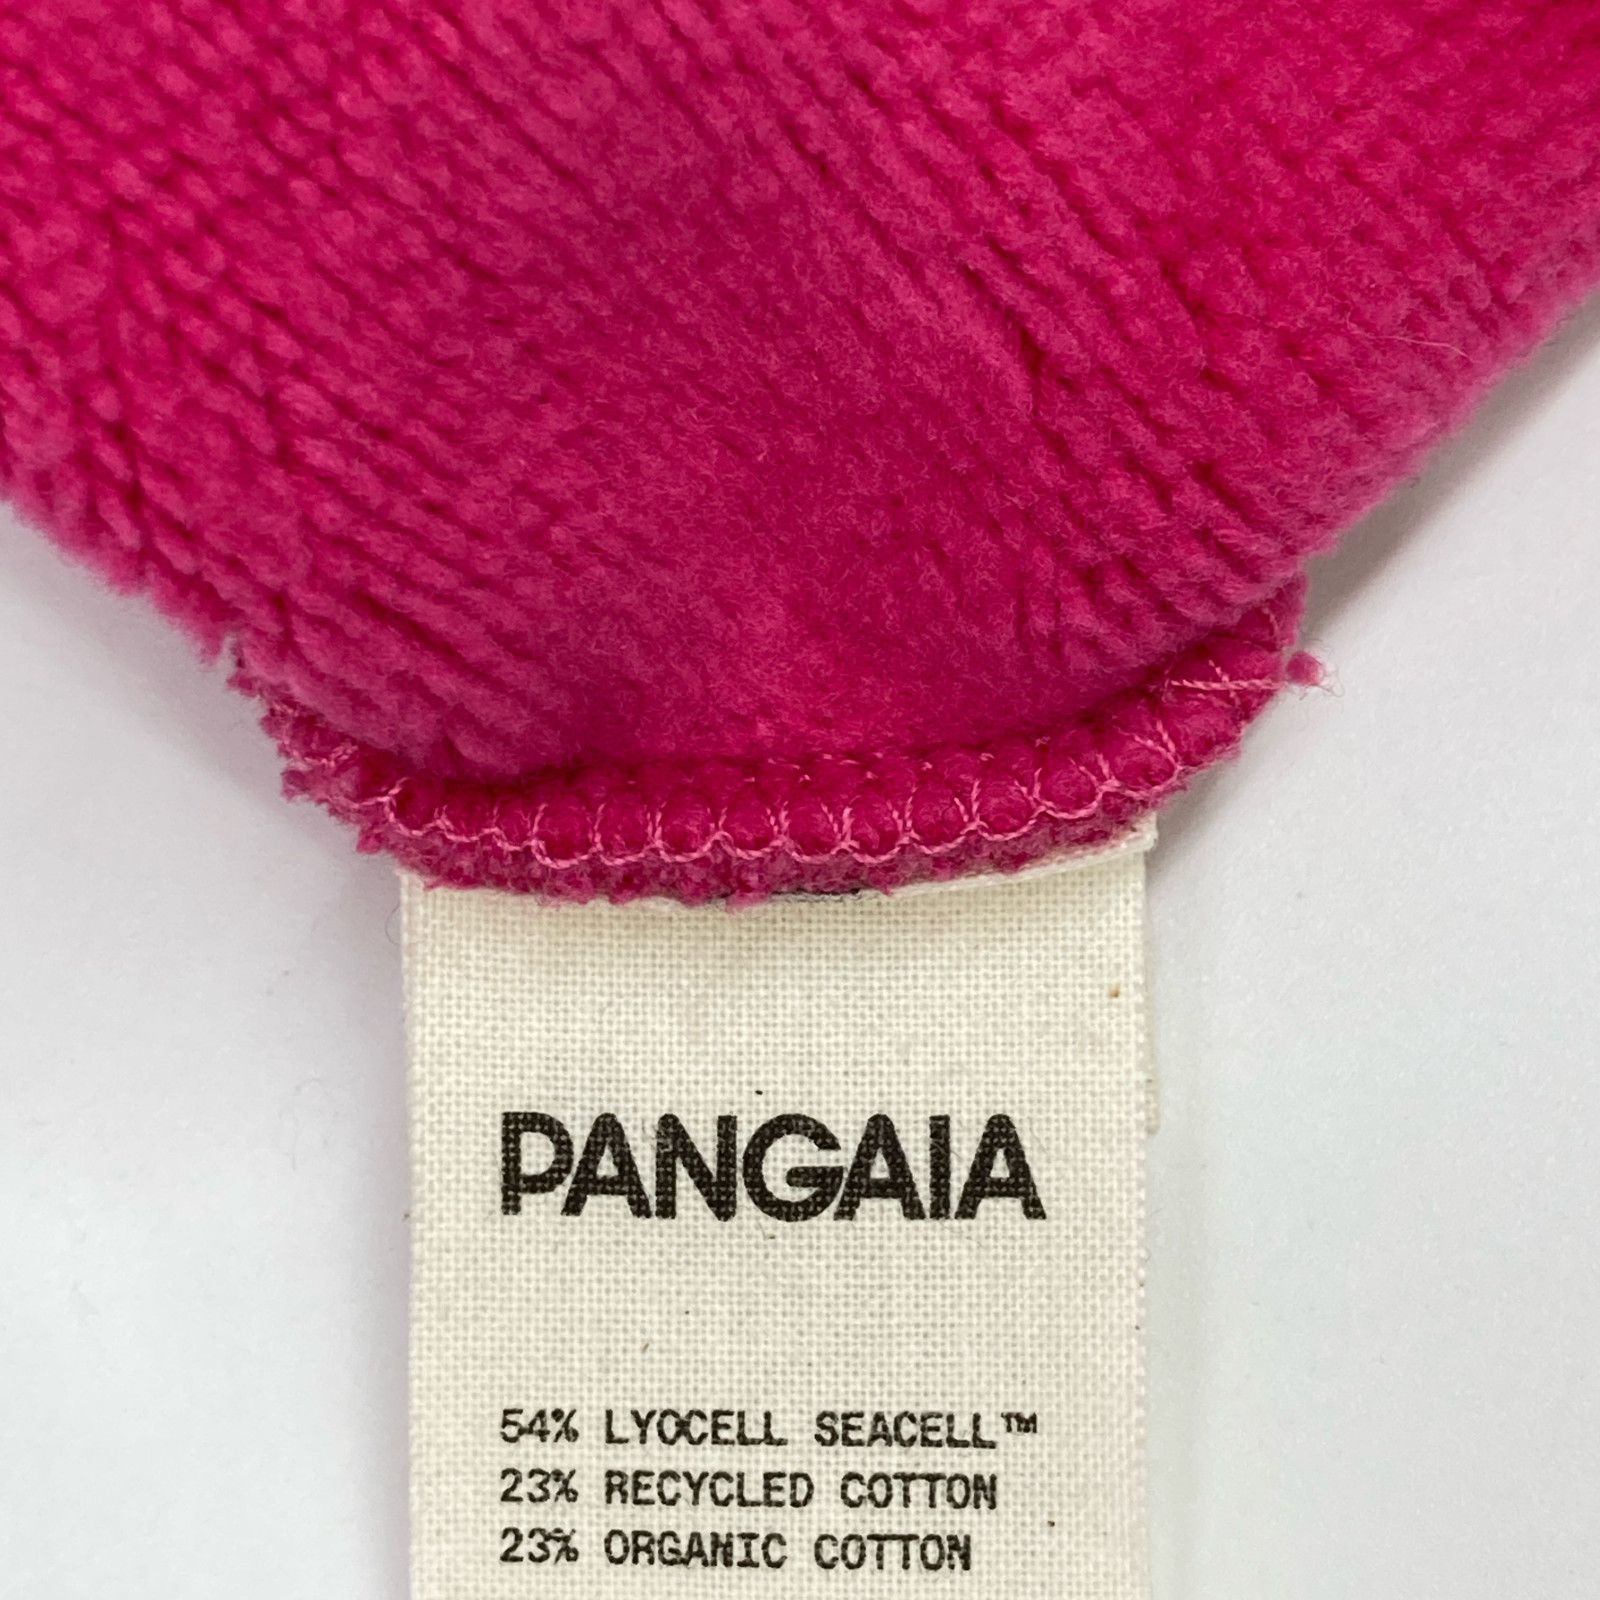 PANGAIA
54% LYOCELL SEACELL™
23% RECYCLED COTTON
23% ORGANIC COTTON